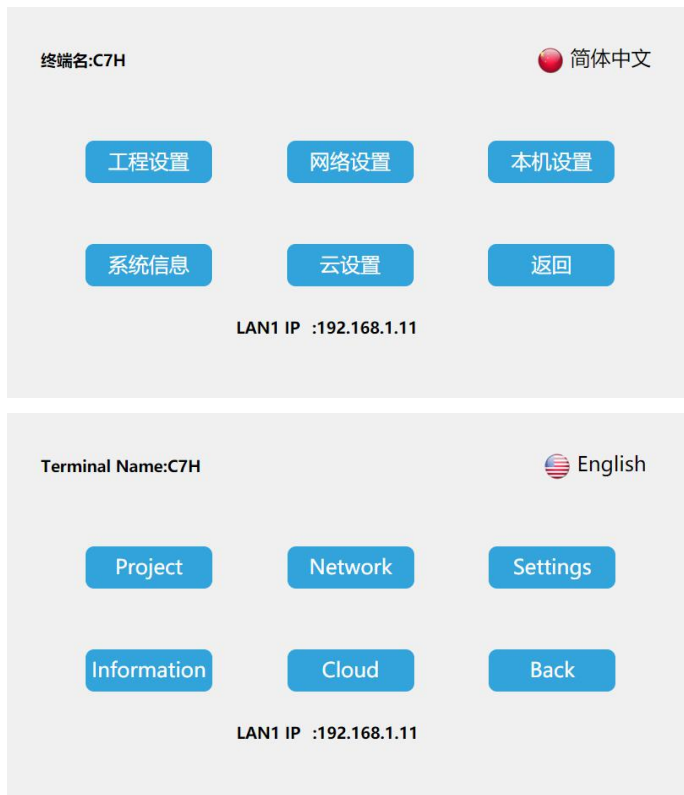 终端名:C7H 简体中文
工程设置 网络设置 本机设置
系统信息 云设置 返回
LAN1 IP :192.168.1.11
Terminal Name:C7H English
Project Network Settings
Information Cloud Back
LAN1 IP :192.168.1.11